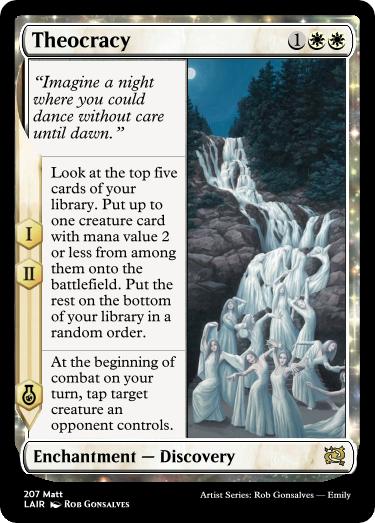 Theocracy 1
“Imagine a night
where you could
dance without care
until dawn.”
I
II
Look at the top five
cards of your
library. Put up to
one creature card
with mana value 2
or less from among
them onto the
battlefield. Put the
rest on the bottom
of your library in a
random order.
At the beginning of
combat on your
turn, tap target
creature an
opponent controls.
Enchantment — Discovery
207 Matt
LAIR Rob Gonsalves
Artist Series: Rob Gonsalves — Emily